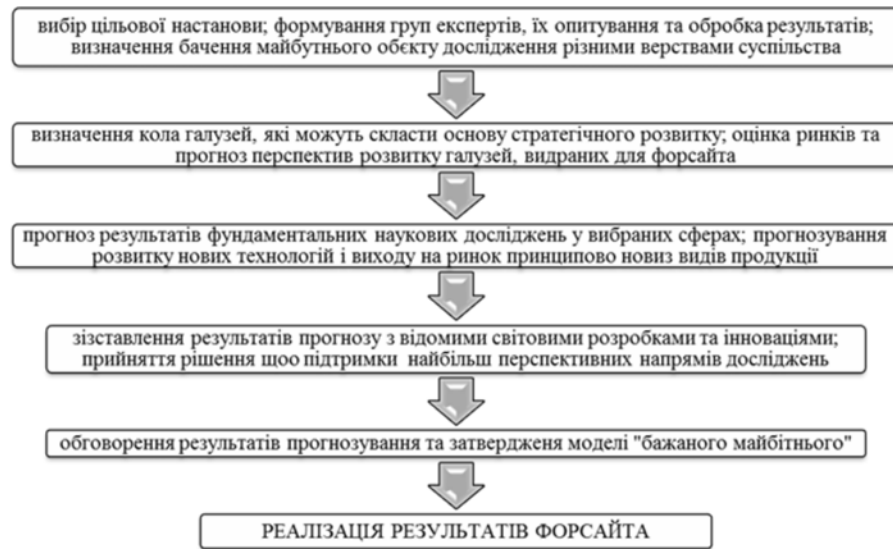 вибір цільової настанови; формування груп експертів, їх опитування та обробка результатів;
визначення бачення майбутнього обєкту дослідження різними верствами суспільства
визначення кола галузей, які можуть скласти основу стратегічного розвитку; оцінка ринків та
прогноз перспектив розвитку галузей, видраних для форсайта
прогноз результатів фундаментальних наукових досліджень у вибраних сферах; прогнозування
розвитку нових технологій і виходу на ринок принципово новиз видів продукції
зізставлення результатів прогнозу з відомими світовими розробками та інноваціями;
прийняття рішення щоо підтримки найбільш перспективних напрямів досліджень
обговорення результатів прогнозування та затвердженя моделі "бажаного майбітнього"
РЕАЛІЗАЦІЯ РЕЗУЛЬТАТІВ ФОРСАЙТА